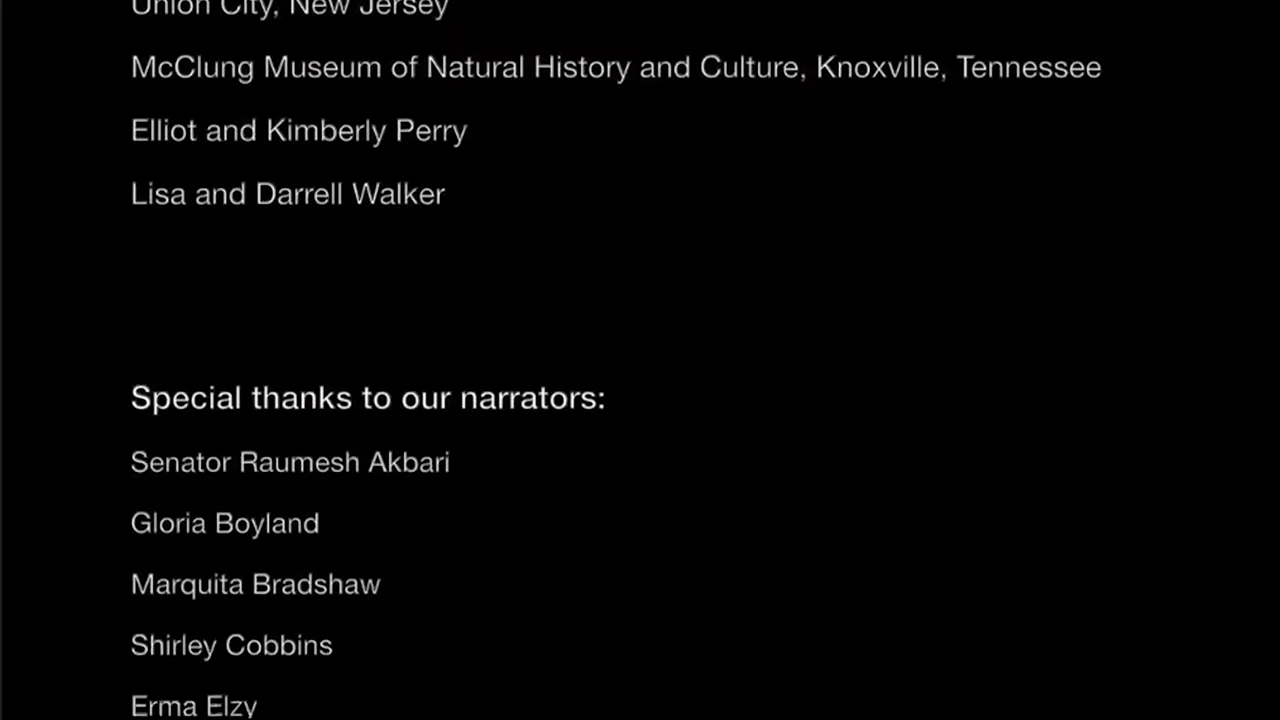 Union City, New Jersey
McClung Museum of Natural History and Culture, Knoxville, Tennessee
Elliot and Kimberly Perry
Lisa and Darrell Walker
Special thanks to our narrators:
Senator Raumesh Akbari
Gloria Boyland
Marquita Bradshaw
Shirley Cobbins
Erma Elzy